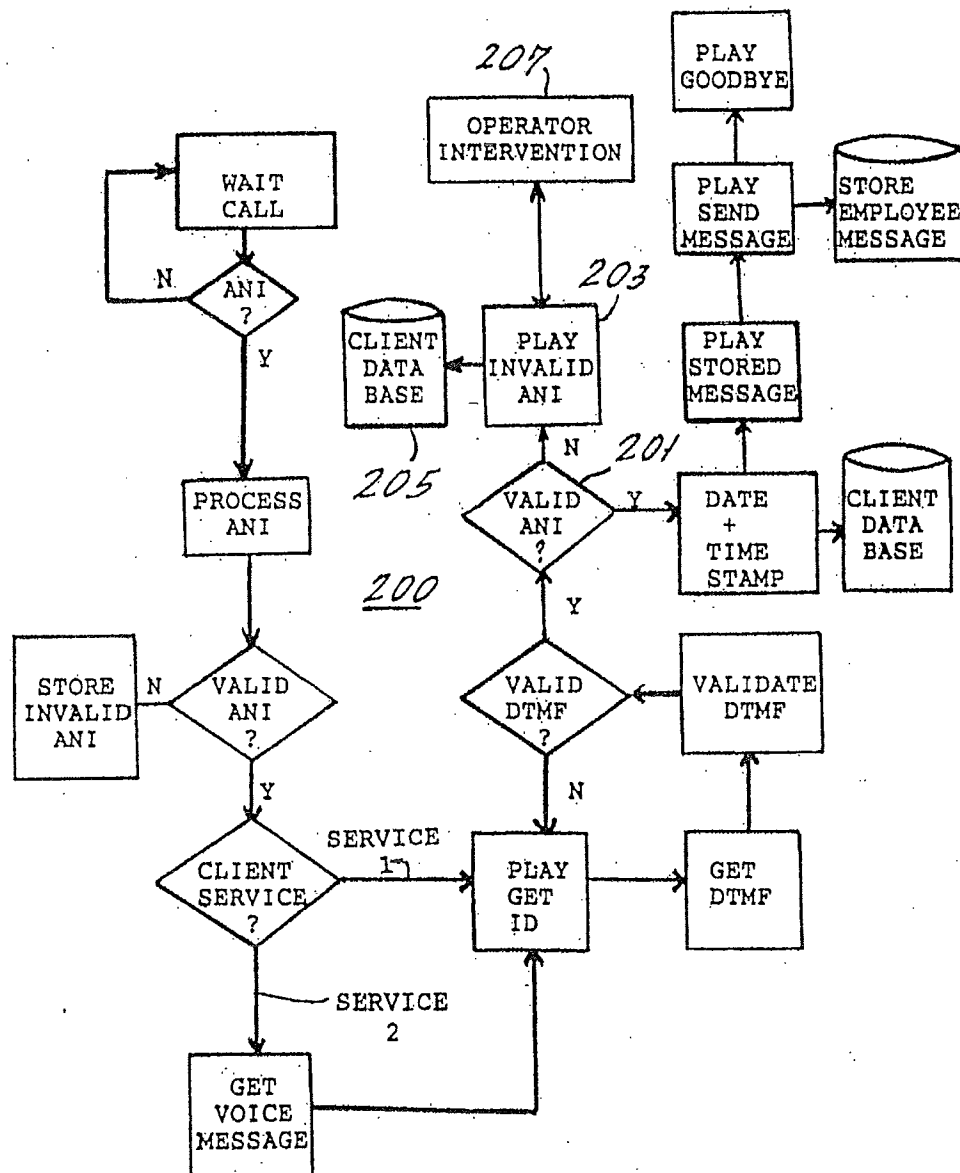 207
PLAY
GOODBYE
OPERATOR
INTERVENTION
WAIT
CALL
PLAY
SEND
MESSAGE
STORE
EMPLOYEE
MESSAGE
N
ANI
?
Y
203
CLIENT
DATA
BASE
PLAY
INVALID
ANI
PLAY
STORED
MESSAGE
205
N
201
PROCESS
ANI
VALID
ANI
?
Y
DATE
+
TIME
STAMP
CLIENT
DATA
BASE
200
Y
STORE
INVALID
ANI
N
VALID
ANI
?
VALID
DTMF
?
VALIDATE
DTMF
Y
N
CLIENT
SERVICE
?
SERVICE
1
PLAY
GET
ID
GET
DTMF
SERVICE
2
GET
VOICE
MESSAGE